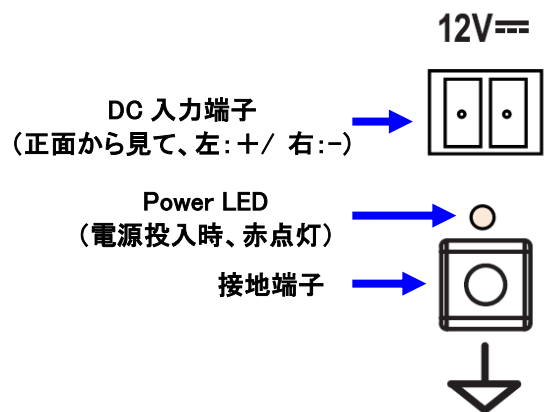 12V⎓
DC 入力端子
（正面から見て、左：＋/ 右：-）
Power LED
（電源投入時、赤点灯）
接地端子